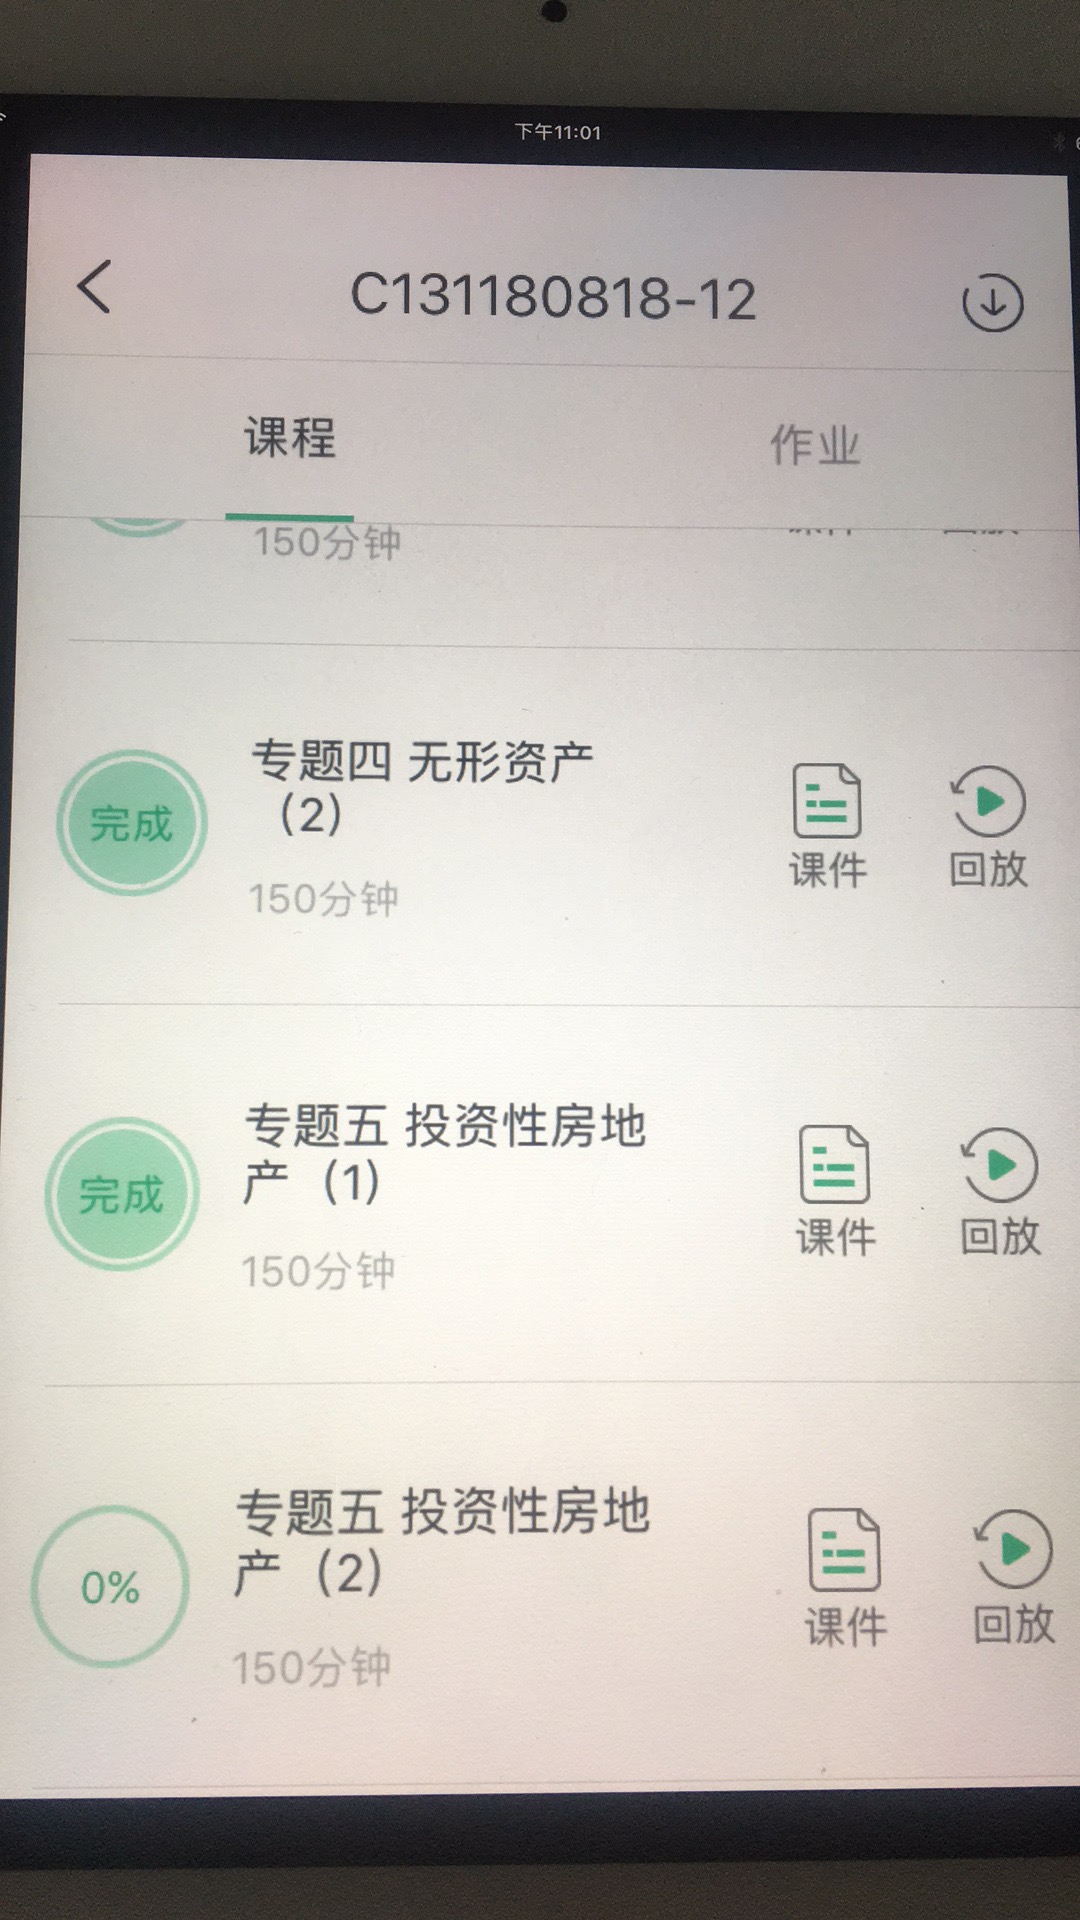 下午11:01
C131180818-12
课程
作业
150分钟
专题四 无形资产
（2）
150分钟
完成
课件
回放
专题五 投资性房地
产（1）
150分钟
完成
课件
回放
专题五 投资性房地
产（2）
150分钟
0%
课件
回放